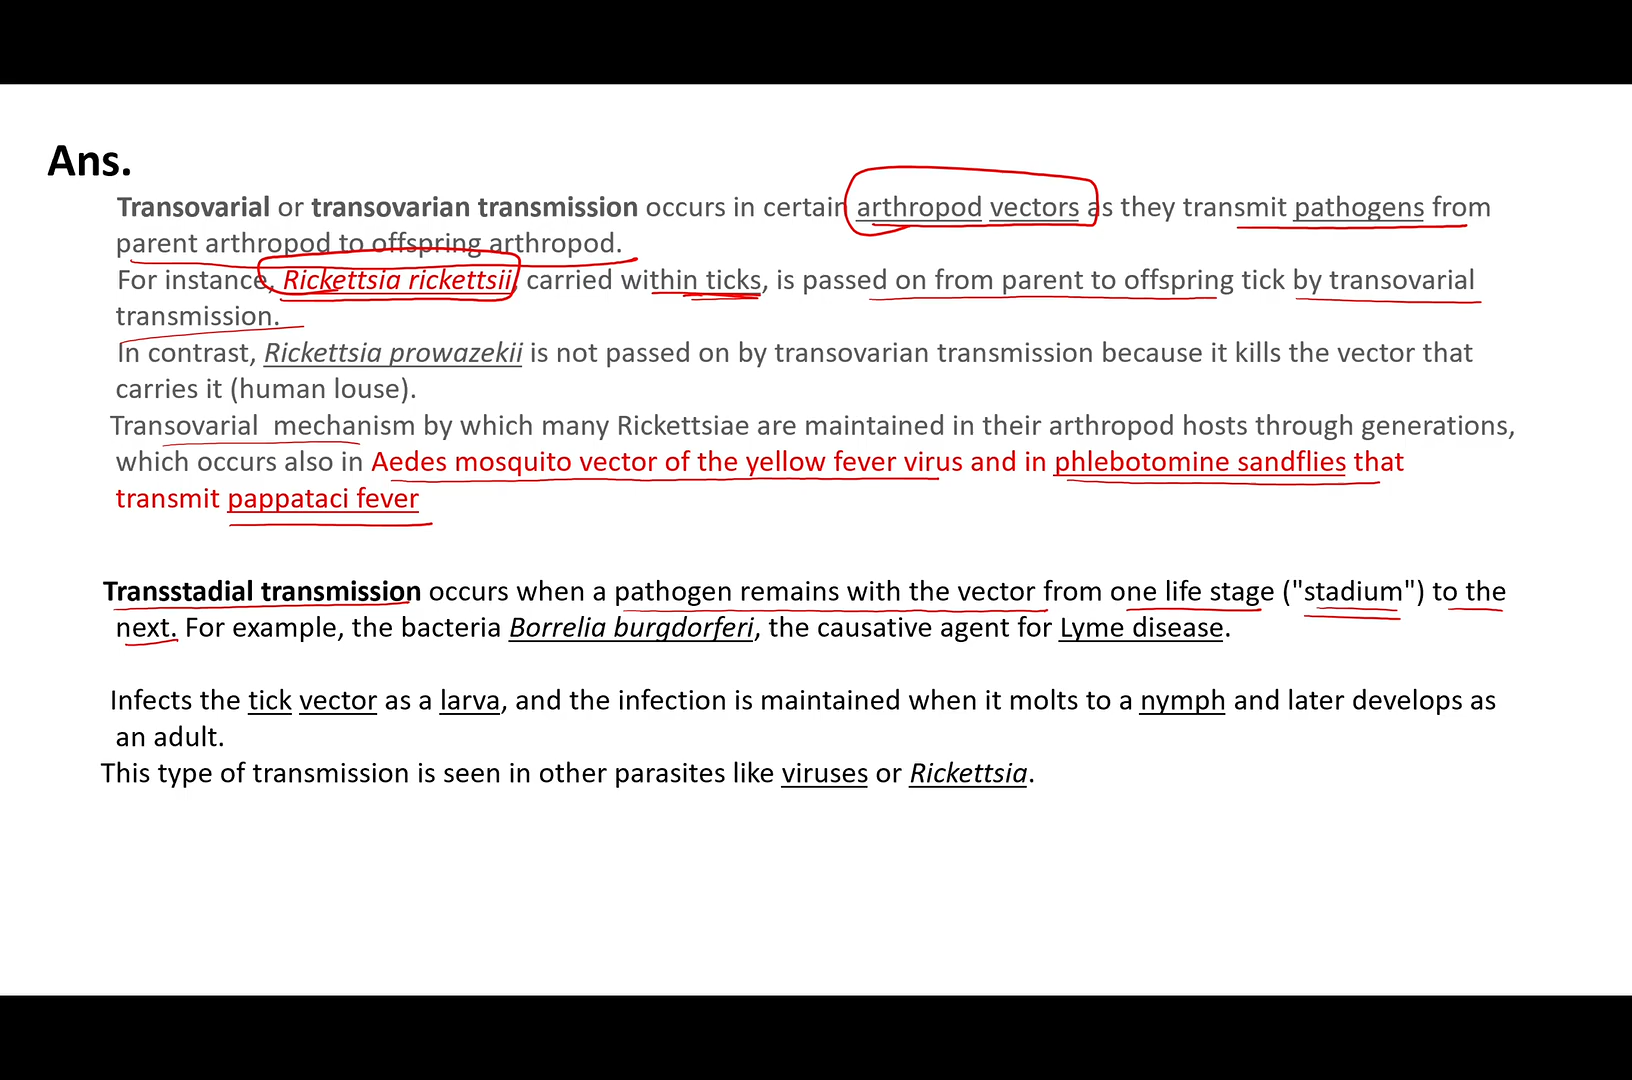 Ans.
Transovarial or transovarian transmission occurs in certain arthropod vectors as they transmit pathogens from
parent arthropod to offspring arthropod.
For instance, Rickettsia rickettsii, carried within ticks, is passed on from parent to offspring tick by transovarial
transmission.
In contrast, Rickettsia prowazekii is not passed on by transovarian transmission because it kills the vector that
carries it (human louse).
Transovarial mechanism by which many Rickettsiae are maintained in their arthropod hosts through generations,
which occurs also in Aedes mosquito vector of the yellow fever virus and in phlebotomine sandflies that
transmit pappataci fever
Transstadial transmission occurs when a pathogen remains with the vector from one life stage ("stadium") to the
next. For example, the bacteria Borrelia burgdorferi, the causative agent for Lyme disease.
Infects the tick vector as a larva, and the infection is maintained when it molts to a nymph and later develops as
an adult.
This type of transmission is seen in other parasites like viruses or Rickettsia.